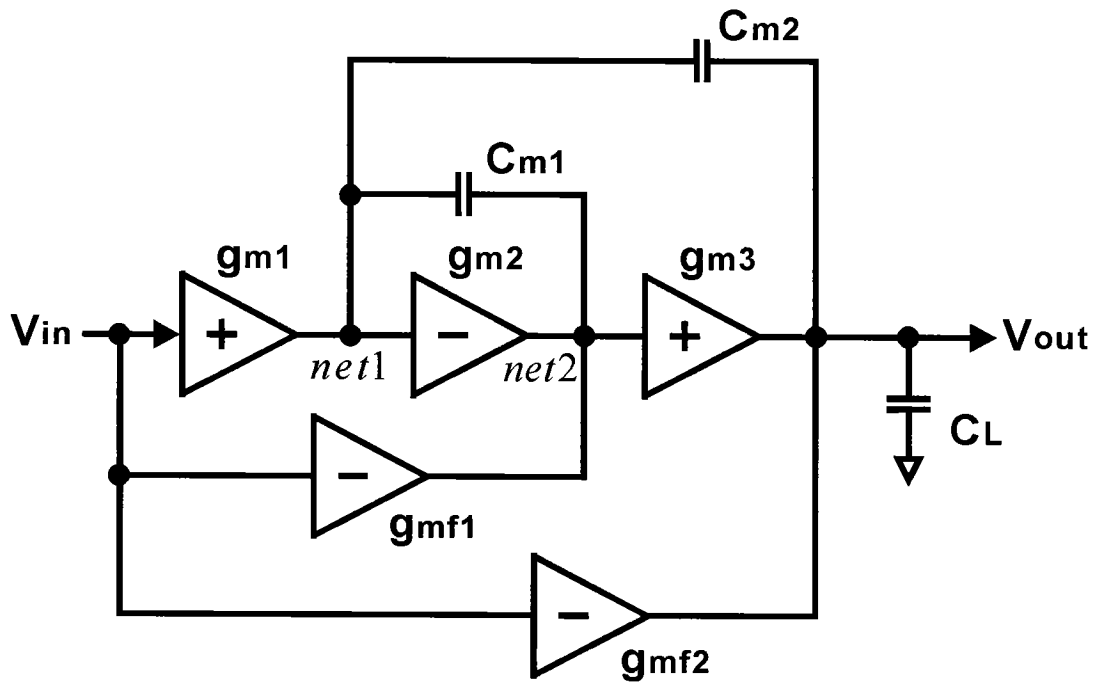 Cm2
Cm1
gm1
gm2
gm3
Vin
+
−
+
Vout
net1
net2
CL
−
gmf1
−
gmf2